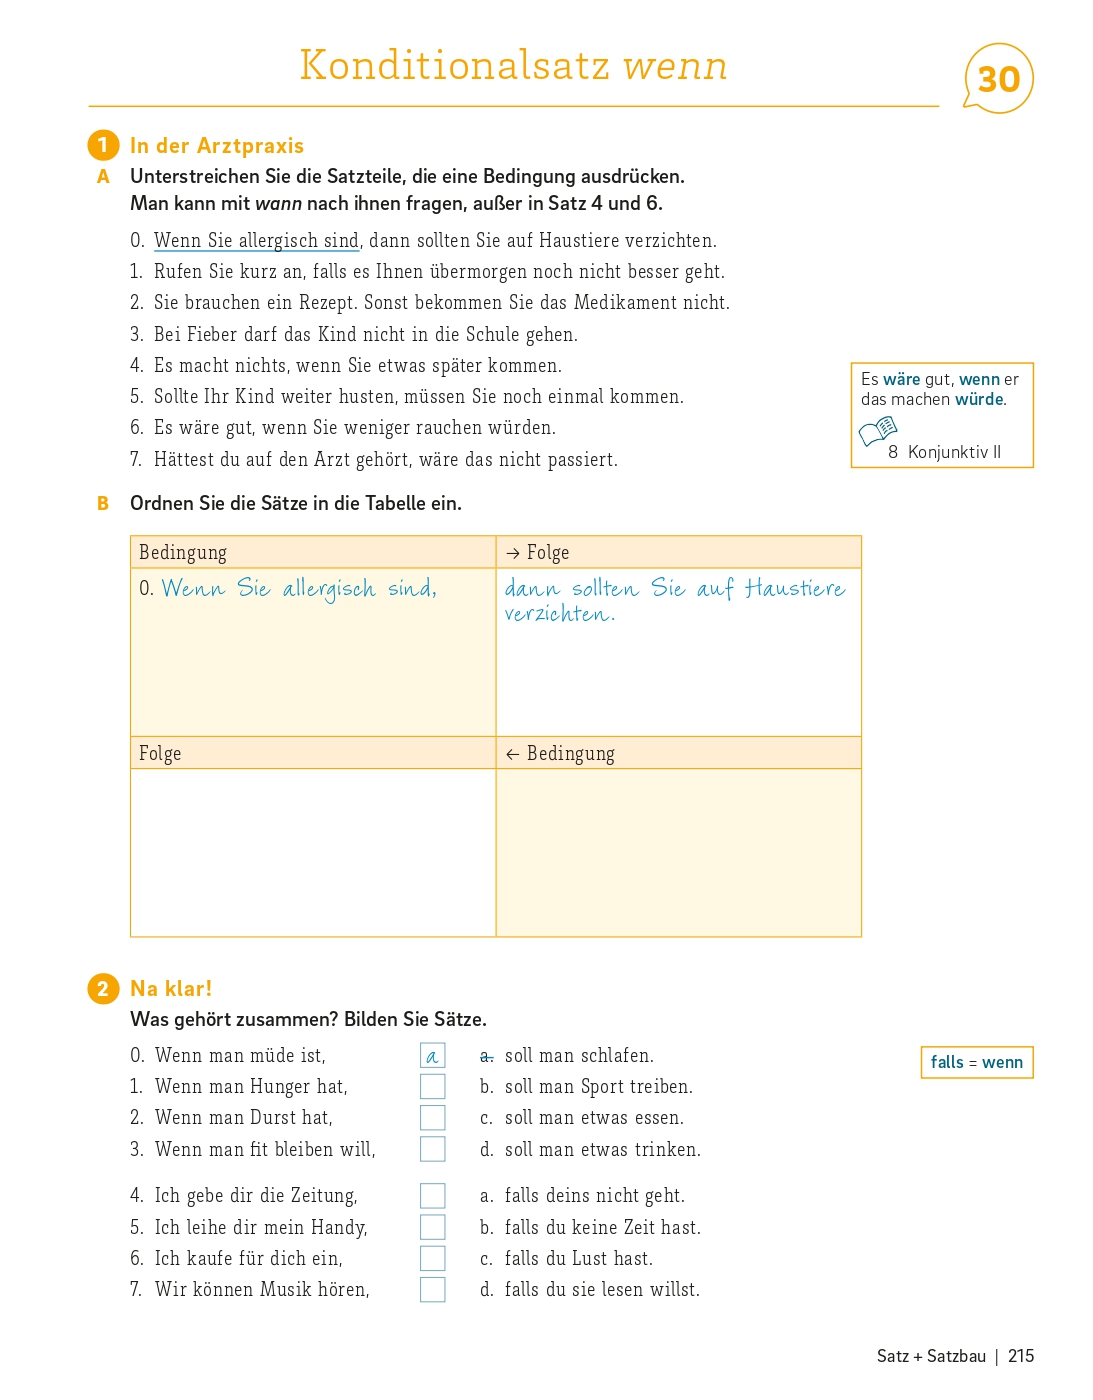 Konditionalsatz wenn
30
1 In der Arztpraxis
A Unterstreichen Sie die Satzteile, die eine Bedingung ausdrücken.
Man kann mit wann nach ihnen fragen, außer in Satz 4 und 6.
0. Wenn Sie allergisch sind, dann sollten Sie auf Haustiere verzichten.
1. Rufen Sie kurz an, falls es Ihnen übermorgen noch nicht besser geht.
2. Sie brauchen ein Rezept. Sonst bekommen Sie das Medikament nicht.
3. Bei Fieber darf das Kind nicht in die Schule gehen.
4. Es macht nichts, wenn Sie etwas später kommen.
5. Sollte Ihr Kind weiter husten, müssen Sie noch einmal kommen.
6. Es wäre gut, wenn Sie weniger rauchen würden.
7. Hättest du auf den Arzt gehört, wäre das nicht passiert.
Es wäre gut, wenn er
das machen würde.
8 Konjunktiv II
B Ordnen Sie die Sätze in die Tabelle ein.
Bedingung
→ Folge
0. Wenn Sie allergisch sind,
dann sollten Sie auf Haustiere
verzichten.
Folge
← Bedingung
2 Na klar!
Was gehört zusammen? Bilden Sie Sätze.
0. Wenn man müde ist, a a. soll man schlafen.
1. Wenn man Hunger hat, b. soll man Sport treiben.
2. Wenn man Durst hat, c. soll man etwas essen.
3. Wenn man fit bleiben will, d. soll man etwas trinken.
falls = wenn
4. Ich gebe dir die Zeitung, a. falls deins nicht geht.
5. Ich leihe dir mein Handy, b. falls du keine Zeit hast.
6. Ich kaufe für dich ein, c. falls du Lust hast.
7. Wir können Musik hören, d. falls du sie lesen willst.
Satz + Satzbau | 215